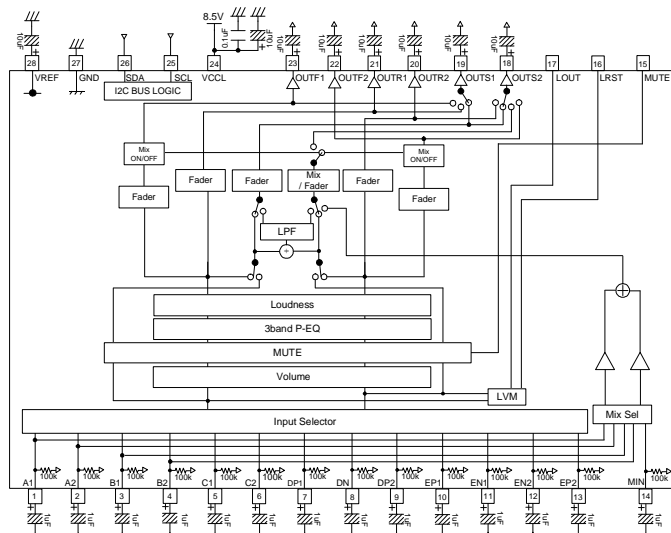 8.5V
10uF
0.1uF
10uF
10uF
10uF
10uF
10uF
10uF
10uF
28 27 26 25 24 23 22 21 20 19 18 17 16 15
VREF GND SDA SCL VCCL OUTF1 OUTF2 OUTR1 OUTR2 OUTS1 OUTS2 LOUT LRST MUTE
I2C BUS LOGIC
Mix
ON/OFF
Mix
ON/OFF
Fader Fader Fader Mix
/ Fader
Fader Fader
LPF
Loudness
3band P-EQ
MUTE
Volume
LVM
Mix Sel
Input Selector
100k 100k 100k 100k 100k 100k 100k 100k 100k 100k 100k 100k 100k 100k
A1 A2 B1 B2 C1 C2 DP1 DN DP2 EP1 EN1 EN2 EP2 MIN
1 2 3 4 5 6 7 8 9 10 11 12 13 14
1uF 1uF 1uF 1uF 1uF 1uF 1uF 1uF 1uF 1uF 1uF 1uF 1uF 1uF